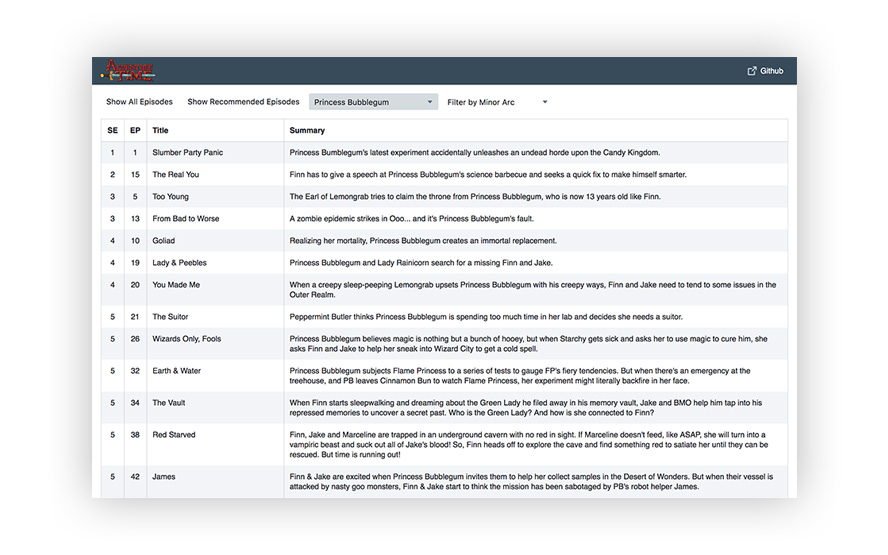 ADVENTURE
TIME
Github
Show All Episodes Show Recommended Episodes Princess Bubblegum Filter by Minor Arc
SE EP Title Summary
1 1 Slumber Party Panic Princess Bumblegum's latest experiment accidentally unleashes an undead horde upon the Candy Kingdom.
2 15 The Real You Finn has to give a speech at Princess Bubblegum's science barbecue and seeks a quick fix to make himself smarter.
3 5 Too Young The Earl of Lemongrab tries to claim the throne from Princess Bubblegum, who is now 13 years old like Finn.
3 13 From Bad to Worse A zombie epidemic strikes in Ooo... and it's Princess Bubblegum's fault.
4 10 Goliad Realizing her mortality, Princess Bubblegum creates an immortal replacement.
4 19 Lady & Peebles Princess Bubblegum and Lady Rainicorn search for a missing Finn and Jake.
4 20 You Made Me When a creepy sleep-peeping Lemongrab upsets Princess Bubblegum with his creepy ways, Finn and Jake need to tend to some issues in the
Outer Realm.
5 21 The Suitor Peppermint Butler thinks Princess Bubblegum is spending too much time in her lab and decides she needs a suitor.
5 26 Wizards Only, Fools Princess Bubblegum believes magic is nothing but a bunch of hooey, but when Starchy gets sick and asks her to use magic to cure him, she
asks Finn and Jake to help her sneak into Wizard City to get a cold spell.
5 32 Earth & Water Princess Bubblegum subjects Flame Princess to a series of tests to gauge FP's fiery tendencies. But when there's an emergency at the
treehouse, and PB leaves Cinnamon Bun to watch Flame Princess, her experiment might literally backfire in her face.
5 34 The Vault When Finn starts sleepwalking and dreaming about the Green Lady he filed away in his memory vault, Jake and BMO help him tap into his
repressed memories to uncover a secret past. Who is the Green Lady? And how is she connected to Finn?
5 38 Red Starved Finn, Jake and Marceline are trapped in an underground cavern with no red in sight. If Marceline doesn't feed, like ASAP, she will turn into a
vampiric beast and suck out all of Jake's blood! So, Finn heads off to explore the cave and find something red to satiate her until they can be
rescued. But time is running out!
5 42 James Finn & Jake are excited when Princess Bubblegum invites them to help her collect samples in the Desert of Wonders. But when their vessel is
attacked by nasty goo monsters, Finn & Jake start to think the mission has been sabotaged by PB's robot helper James.